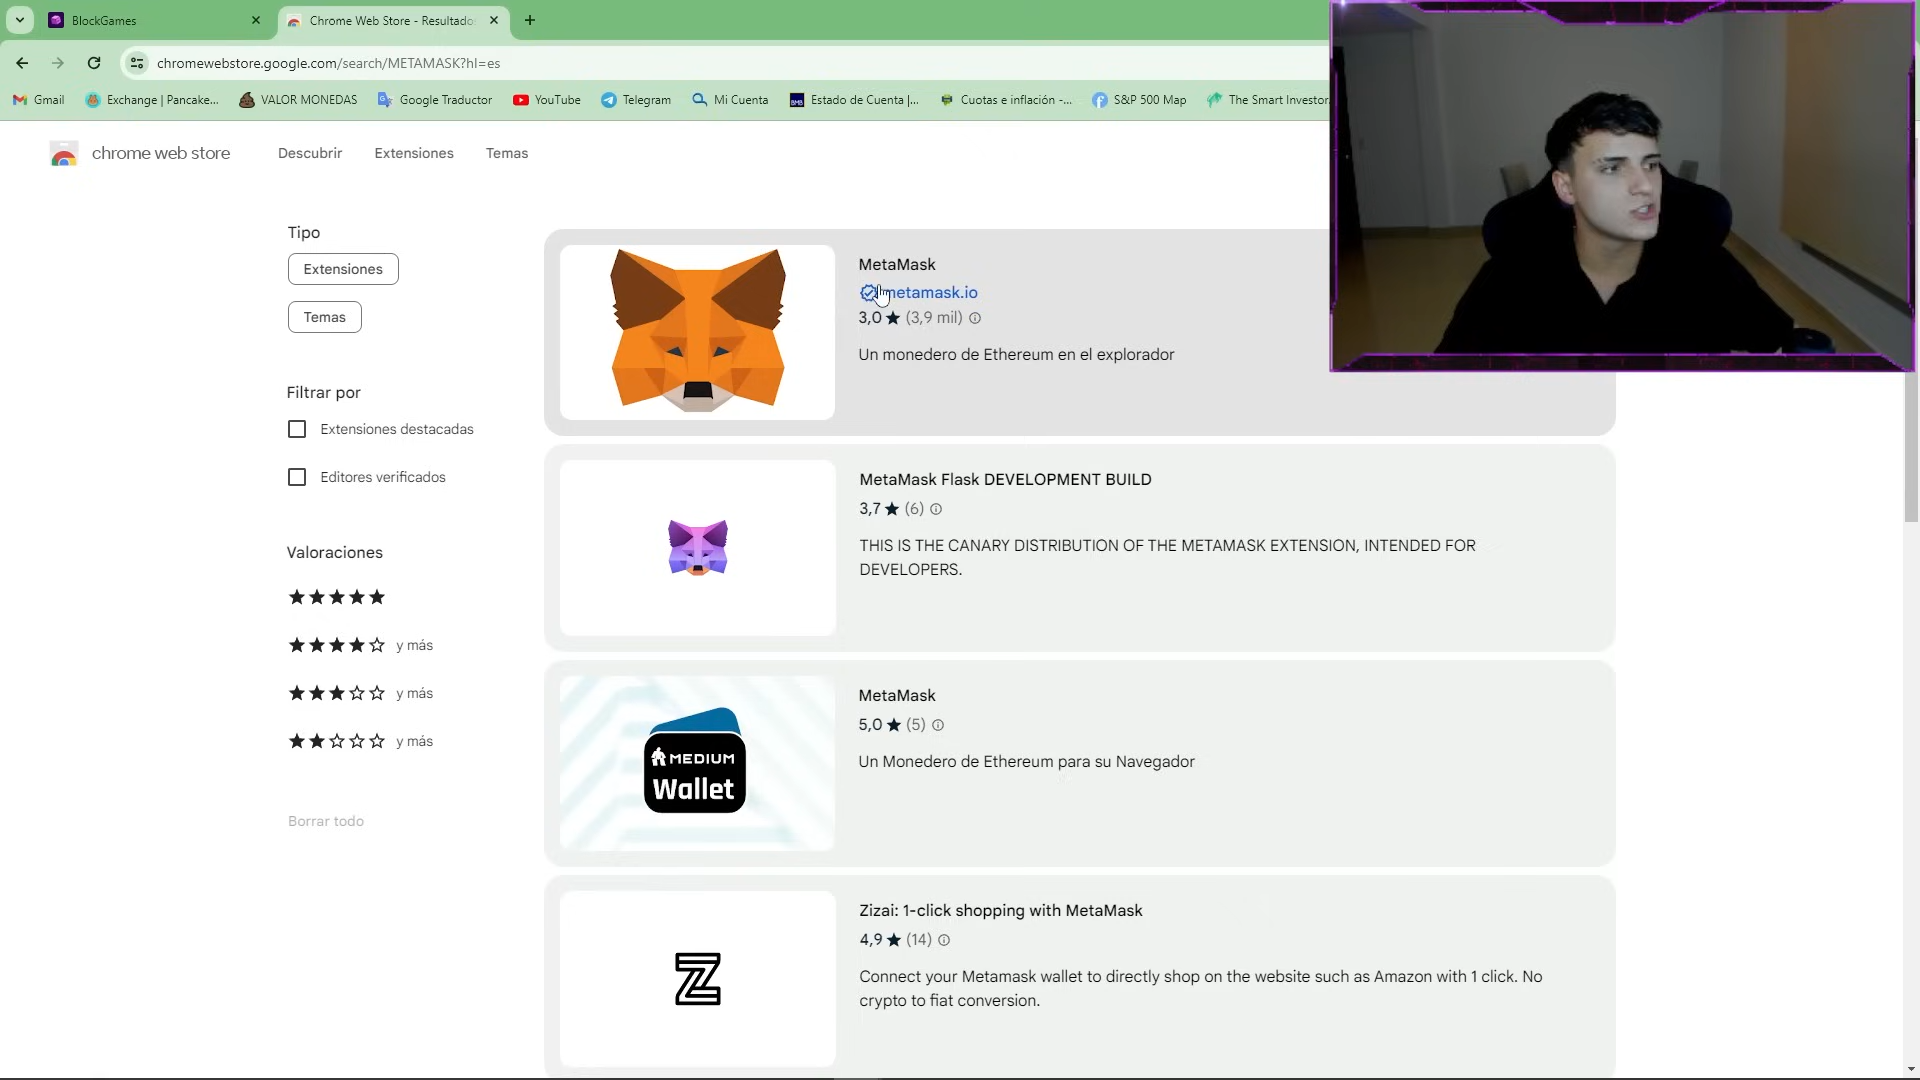 BlockGames
Chrome Web Store - Resultado
chromewebstore.google.com/search/METAMASK?hl=es
Gmail
Exchange | Pancake...
VALOR MONEDAS
Google Traductor
YouTube
Telegram
Mi Cuenta
Estado de Cuenta |...
Cuotas e inflación -...
S&P 500 Map
The Smart Investor
chrome web store
Descubrir
Extensiones
Temas
Tipo
Extensiones
Temas
Filtrar por
Extensiones destacadas
Editores verificados
Valoraciones
y más
y más
y más
Borrar todo
MetaMask
metamask.io
3,0 ★ (3,9 mil)
Un monedero de Ethereum en el explorador
MetaMask Flask DEVELOPMENT BUILD
3,7 ★ (6)
THIS IS THE CANARY DISTRIBUTION OF THE METAMASK EXTENSION, INTENDED FOR
DEVELOPERS.
MEDIUM
Wallet
MetaMask
5,0 ★ (5)
Un Monedero de Ethereum para su Navegador
Zizai: 1-click shopping with MetaMask
4,9 ★ (14)
Connect your Metamask wallet to directly shop on the website such as Amazon with 1 click. No
crypto to fiat conversion.